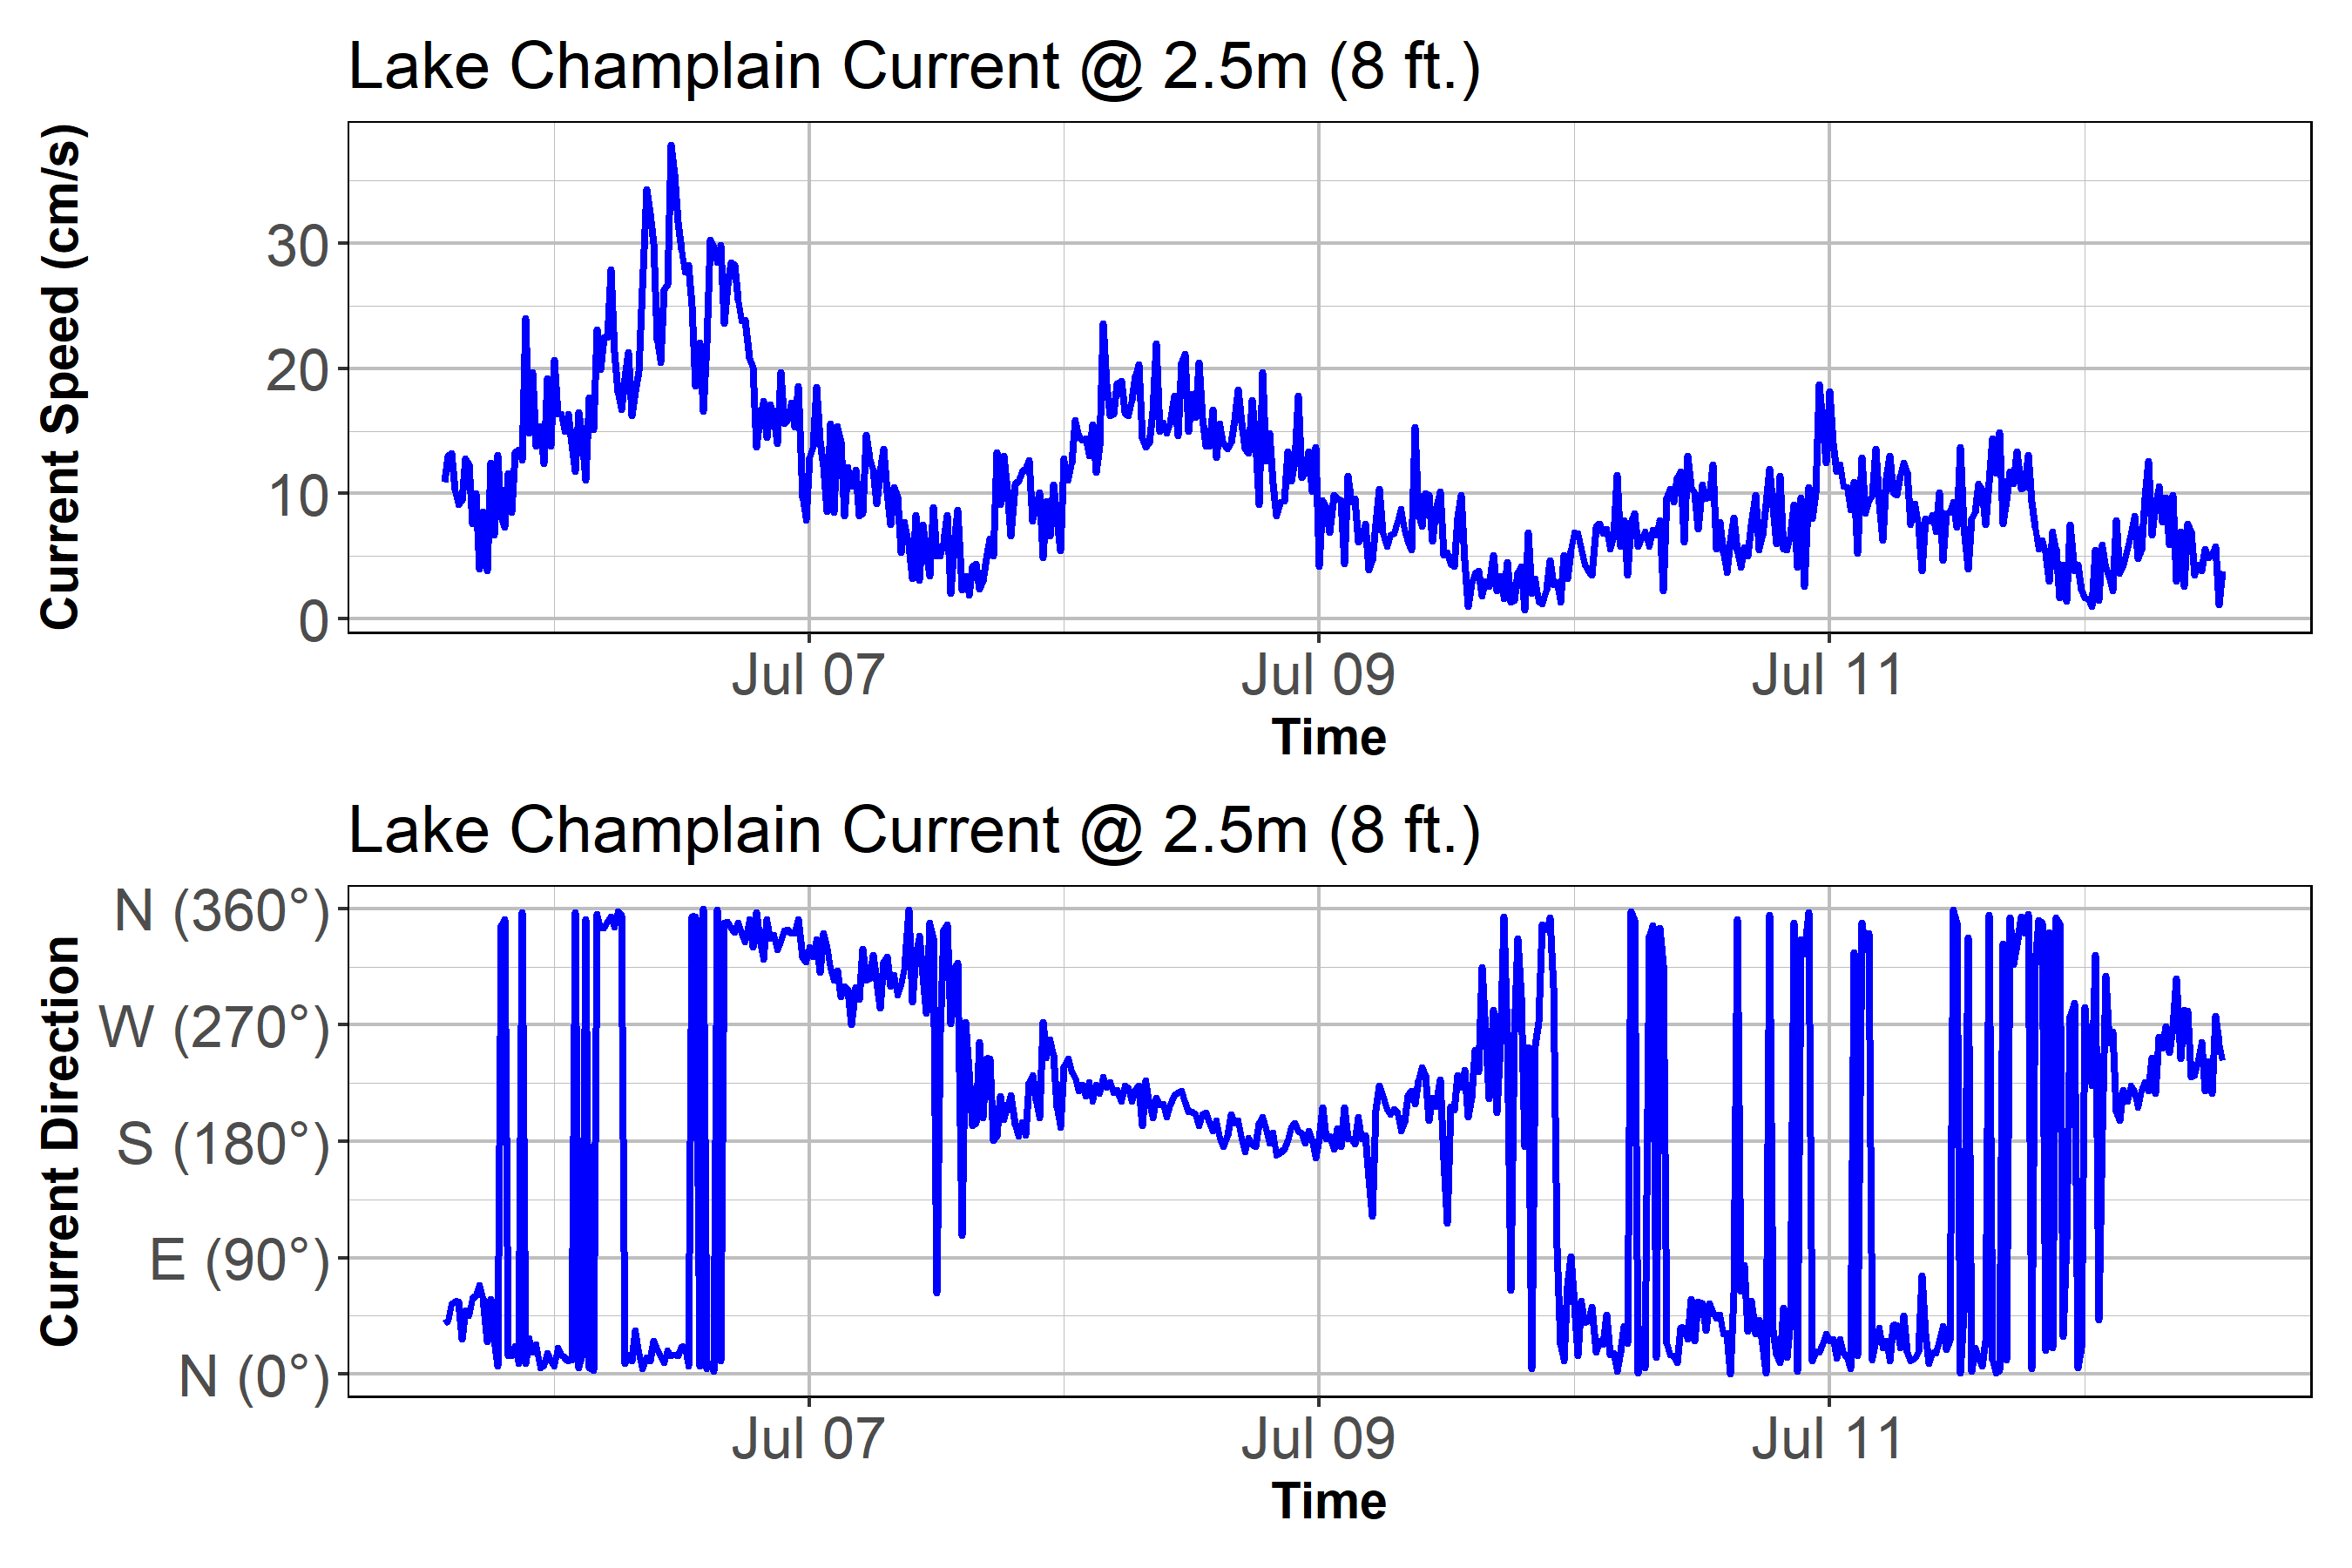 Lake Champlain Current @ 2.5m (8 ft.)
Current Speed (cm/s)
30
20
10
0
Jul 07 Jul 09 Jul 11
Time
Lake Champlain Current @ 2.5m (8 ft.)
Current Direction
N (360°)
W (270°)
S (180°)
E (90°)
N (0°)
Jul 07 Jul 09 Jul 11
Time